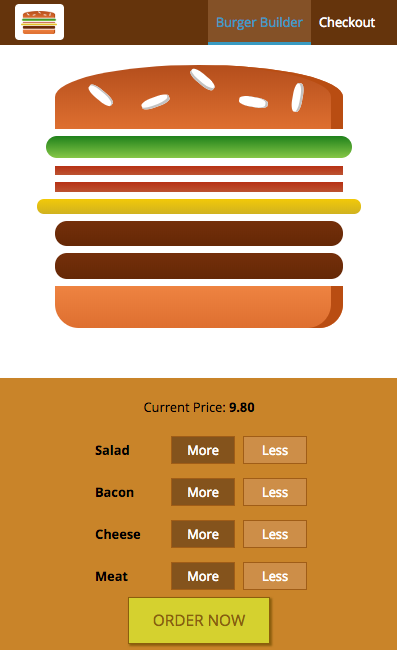 Burger Builder Checkout
Current Price: 9.80
Salad More Less
Bacon More Less
Cheese More Less
Meat More Less
ORDER NOW